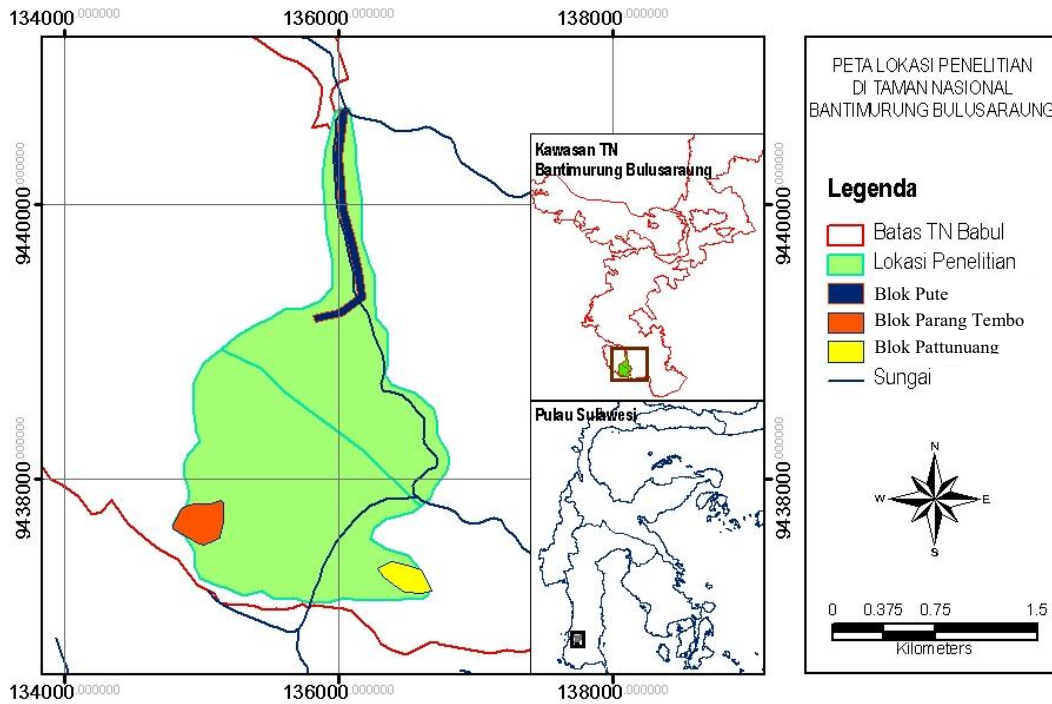 134000.000000
136000.000000
138000.000000
9440000.000000
9438000.000000
Kawasan TN
Bantimurung Bulusaraung
Pulau Sulawesi
9440000.000000
9438000.000000
134000.000000
136000.000000
138000.000000
PETA LOKASI PENELITIAN
DI TAMAN NASIONAL
BANTIMURUNG BULUSARAUNG
Legenda
Batas TN Babul
Lokasi Penelitian
Blok Pute
Blok Parang Tembo
Blok Pattunuang
Sungai
N
W E
S
0 0.375 0.75 1.5
Kilometers